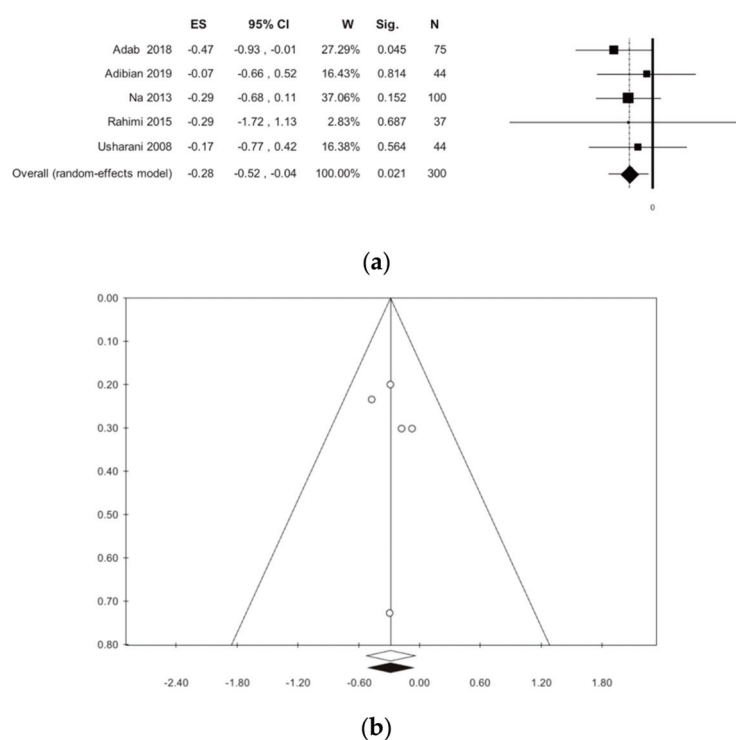 ES 95% CI W Sig. N
Adab 2018 -0.47 -0.93 , -0.01 27.29% 0.045 75
Adibian 2019 -0.07 -0.66 , 0.52 16.43% 0.814 44
Na 2013 -0.29 -0.68 , 0.11 37.06% 0.152 100
Rahimi 2015 -0.29 -1.72 , 1.13 2.83% 0.687 37
Usharani 2008 -0.17 -0.77 , 0.42 16.38% 0.564 44
Overall (random-effects model) -0.28 -0.52 , -0.04 100.00% 0.021 300
0
(a)
0.00
0.10
0.20
0.30
0.40
0.50
0.60
0.70
0.80
-2.40 -1.80 -1.20 -0.60 0.00 0.60 1.20 1.80
(b)